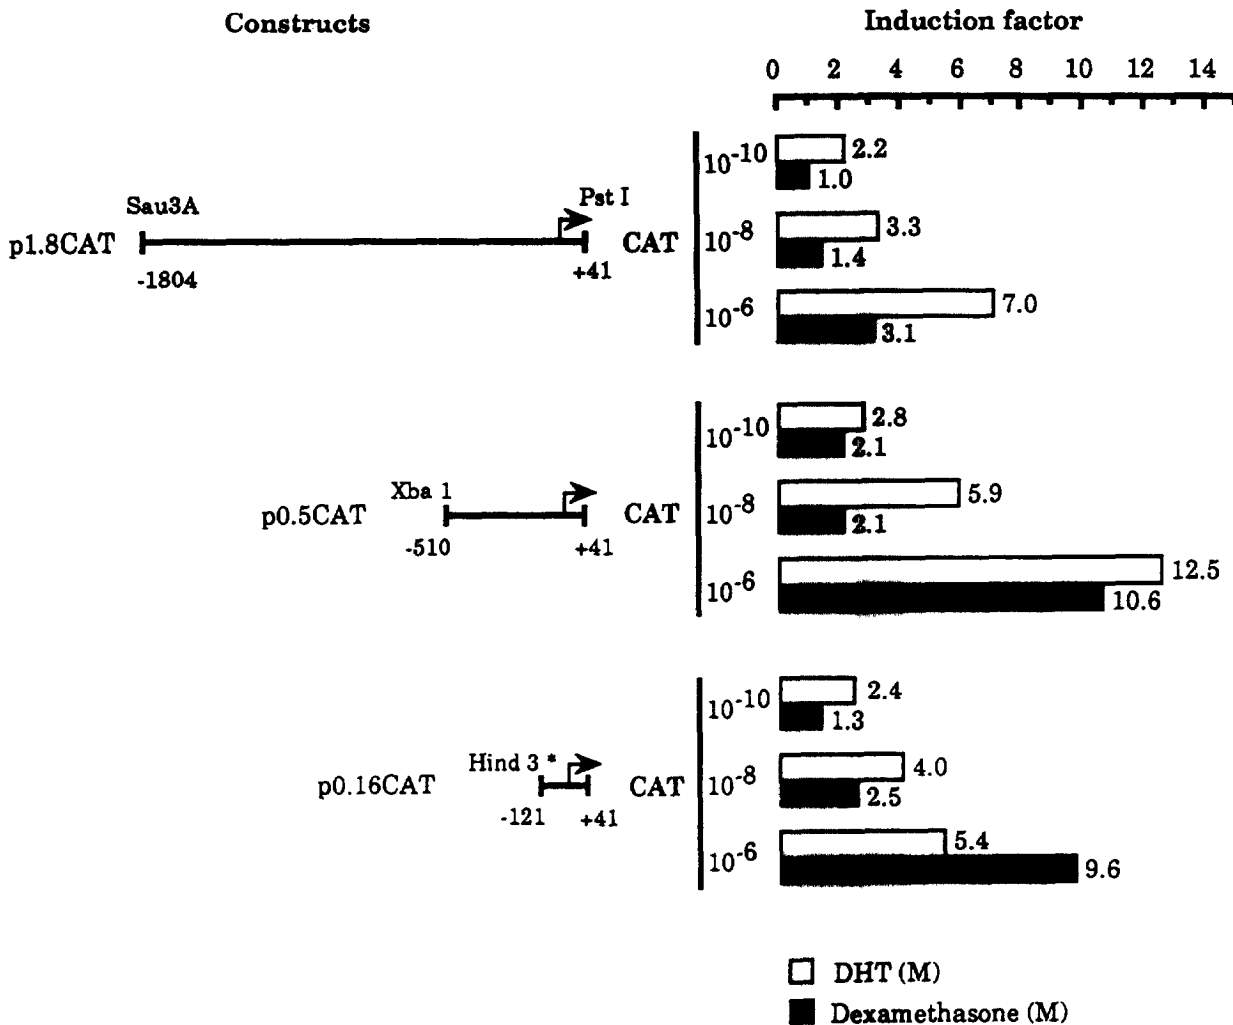 Constructs
Induction factor
0 2 4 6 8 10 12 14
10-10 2.2
1.0
Sau3A Pst I
p1.8CAT CAT 10-8 3.3
1.4
-1804 +41
10-6 7.0
3.1
10-10 2.8
2.1
Xba 1
p0.5CAT CAT 10-8 5.9
2.1
-510 +41
10-6 12.5
10.6
10-10 2.4
1.3
Hind 3 *
p0.16CAT CAT 10-8 4.0
2.5
-121 +41
10-6 5.4
9.6
DHT (M)
Dexamethasone (M)